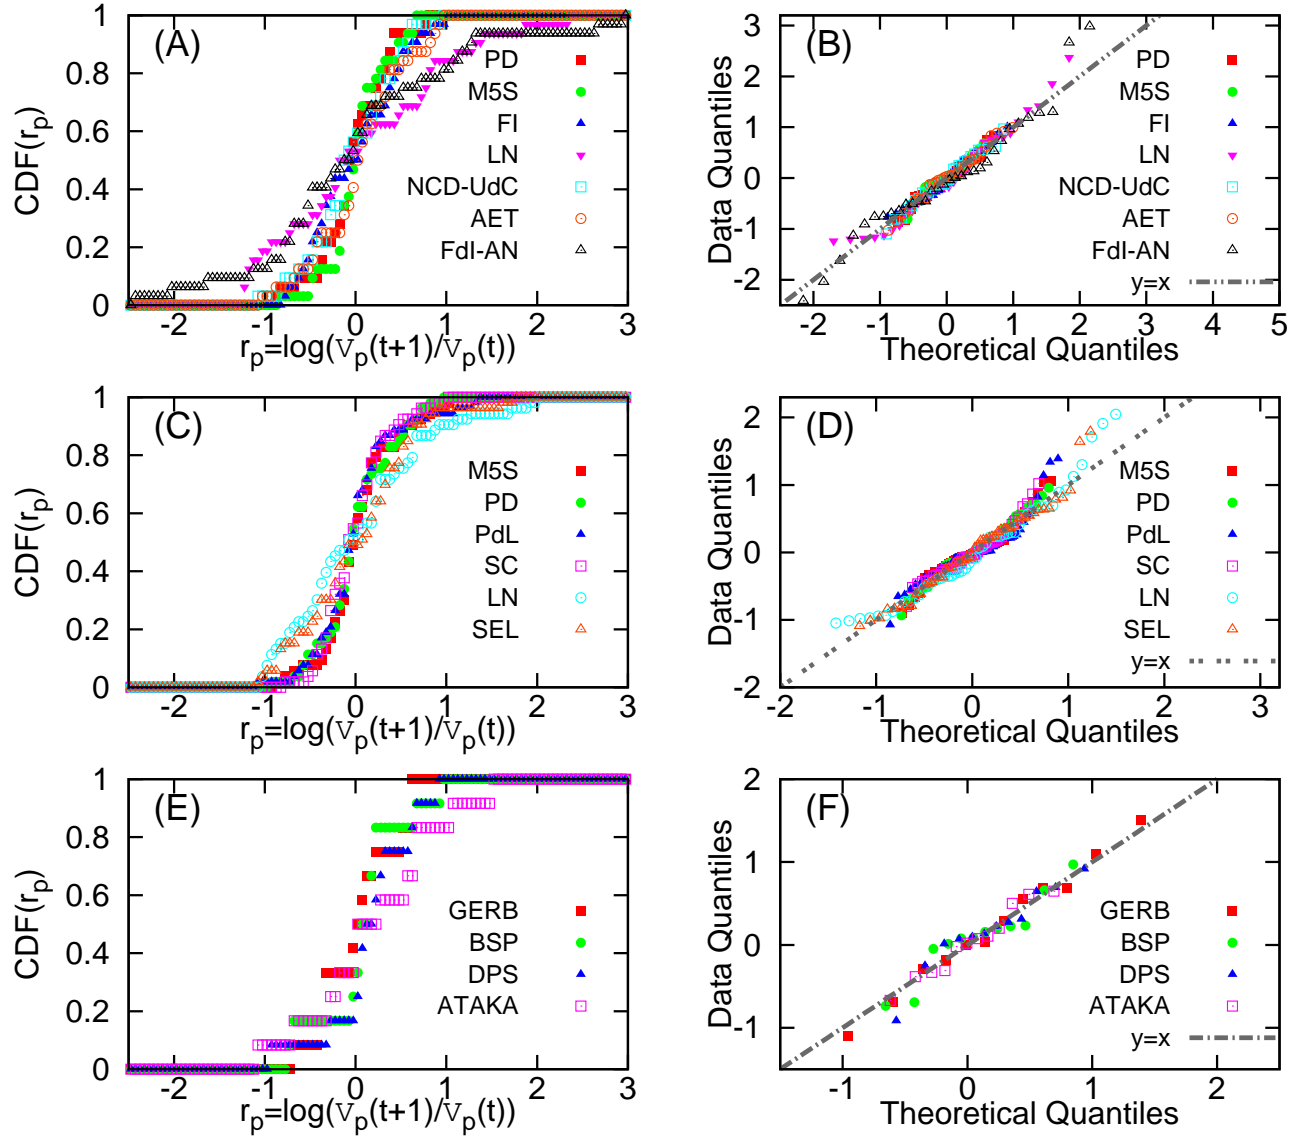 (A)
CDF(r_p)
1
0.8
0.6
0.4
0.2
0
-2 -1 0 1 2 3
r_p=log(V_p(t+1)/V_p(t))
PD
M5S
FI
LN
NCD-UdC
AET
FdI-AN
(B)
Data Quantiles
3
2
1
0
-1
-2
-2 -1 0 1 2 3 4 5
Theoretical Quantiles
PD
M5S
FI
LN
NCD-UdC
AET
FdI-AN
y=x
(C)
CDF(r_p)
1
0.8
0.6
0.4
0.2
0
-2 -1 0 1 2 3
r_p=log(V_p(t+1)/V_p(t))
M5S
PD
PdL
SC
LN
SEL
(D)
Data Quantiles
2
1
0
-1
-2
-2 -1 0 1 2 3
Theoretical Quantiles
M5S
PD
PdL
SC
LN
SEL
y=x
(E)
CDF(r_p)
1
0.8
0.6
0.4
0.2
0
-2 -1 0 1 2 3
r_p=log(V_p(t+1)/V_p(t))
GERB
BSP
DPS
ATAKA
(F)
Data Quantiles
2
1
0
-1
-1 0 1 2
Theoretical Quantiles
GERB
BSP
DPS
ATAKA
y=x